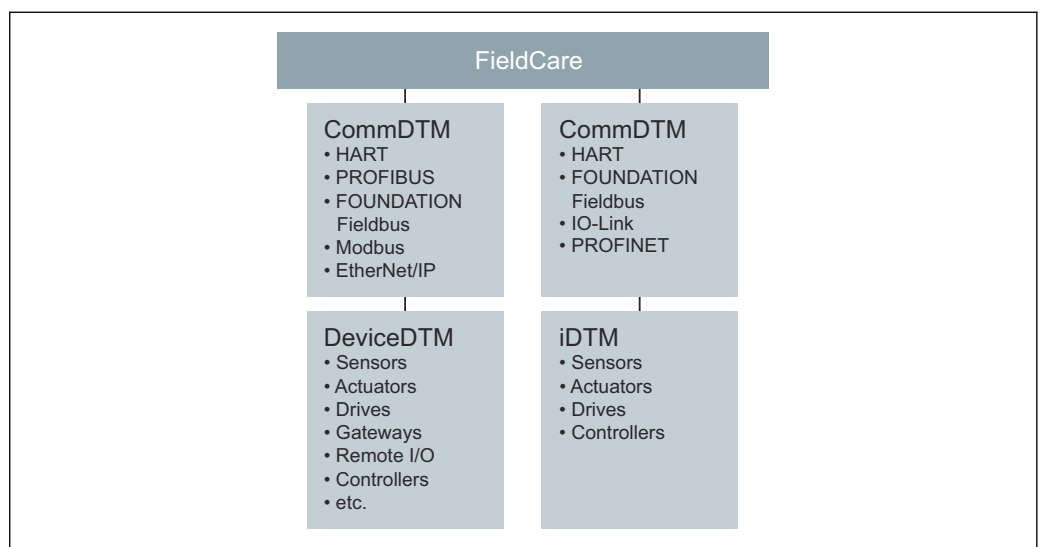 FieldCare
CommDTM
• HART
• PROFIBUS
• FOUNDATION
Fieldbus
• Modbus
• EtherNet/IP
CommDTM
• HART
• FOUNDATION
Fieldbus
• IO-Link
• PROFINET
DeviceDTM
• Sensors
• Actuators
• Drives
• Gateways
• Remote I/O
• Controllers
• etc.
iDTM
• Sensors
• Actuators
• Drives
• Controllers